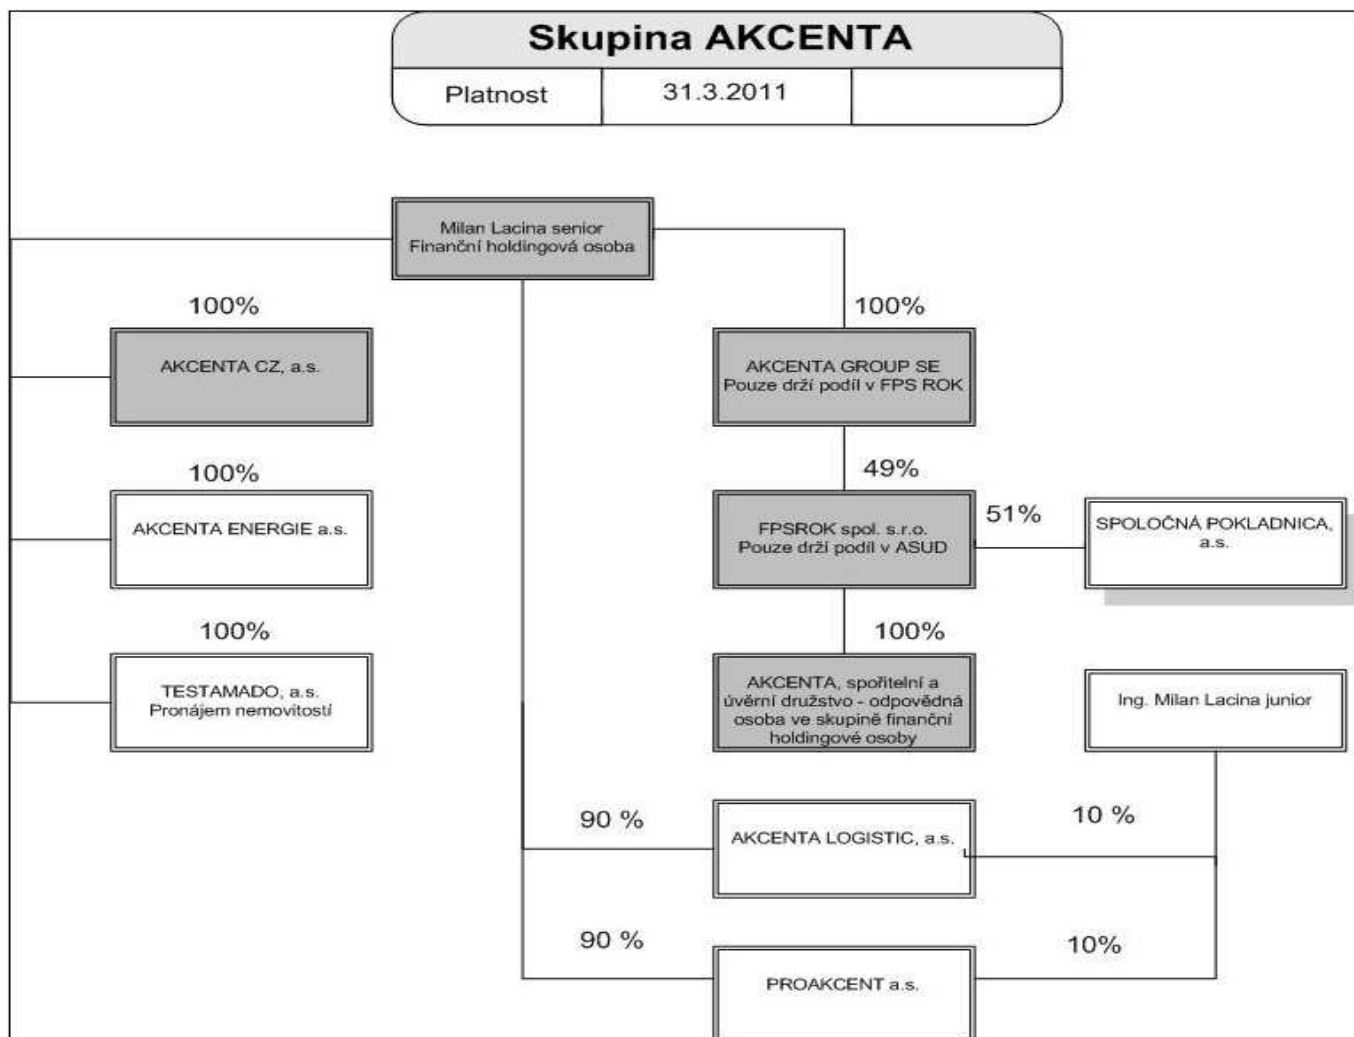 Skupina AKCENTA
Platnost
31.3.2011
Milan Lacina senior
Finanční holdingová osoba
100%
AKCENTA CZ, a.s.
100%
AKCENTA GROUP SE
Pouze drží podíl v FPS ROK
100%
AKCENTA ENERGIE a.s.
49%
FPSROK spol. s.r.o.
Pouze drží podíl v ASUD
51%
SPOLOČNÁ POKLADNICA,
a.s.
100%
TESTAMADO, a.s.
Pronájem nemovitostí
100%
AKCENTA, spořitelní a
úvěrní družstvo - odpovědná
osoba ve skupině finanční
holdingové osoby
Ing. Milan Lacina junior
90 %
AKCENTA LOGISTIC, a.s.
10 %
90 %
PROAKCENT a.s.
10%